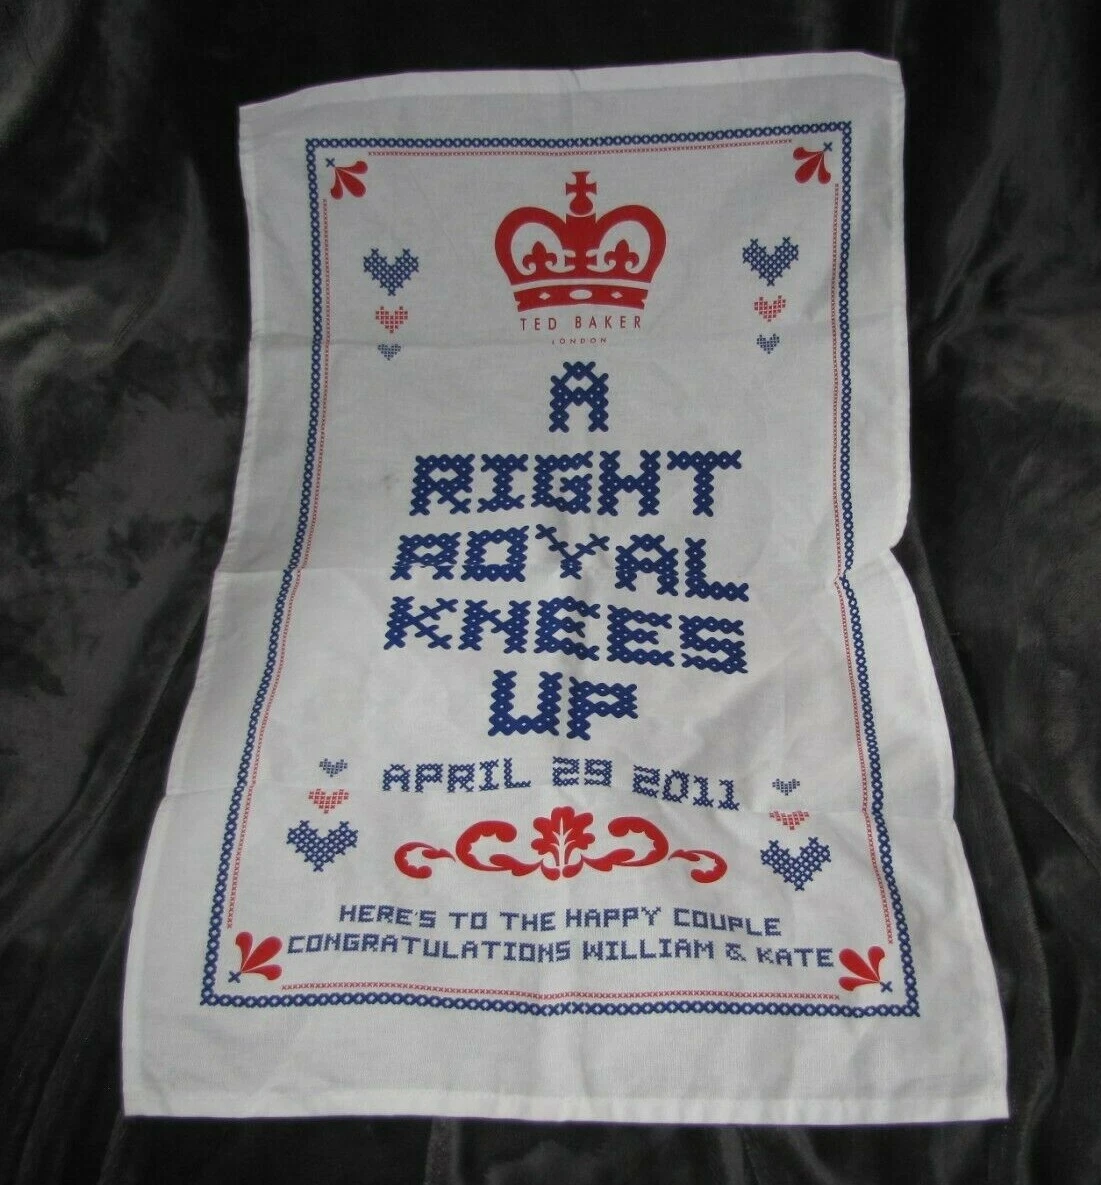 TED BAKER
LONDON
A
RIGHT
ROYAL
KNEES
UP
APRIL 29 2011
HERE'S TO THE HAPPY COUPLE
CONGRATULATIONS WILLIAM & KATE